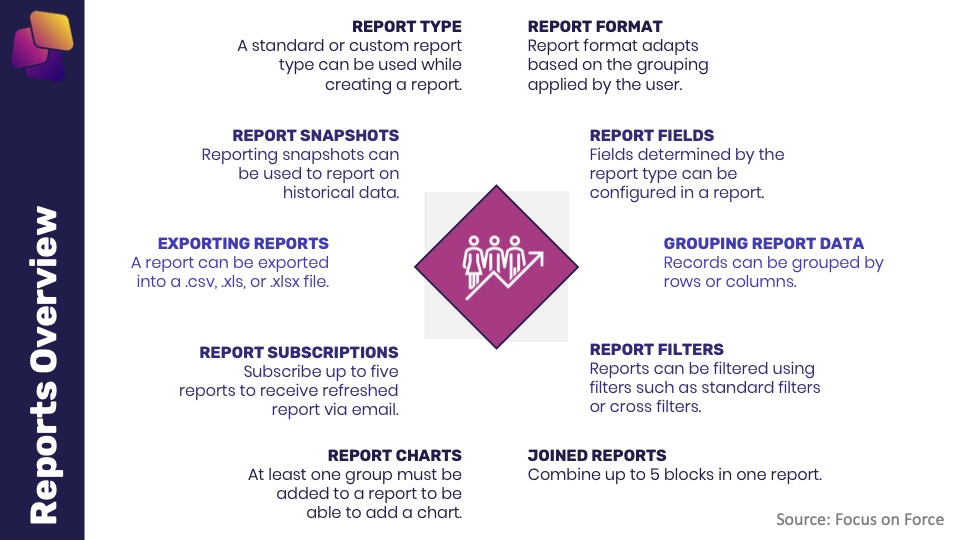 Reports Overview
REPORT TYPE
A standard or custom report
type can be used while
creating a report.
REPORT FORMAT
Report format adapts
based on the grouping
applied by the user.
REPORT SNAPSHOTS
Reporting snapshots can
be used to report on
historical data.
REPORT FIELDS
Fields determined by the
report type can be
configured in a report.
EXPORTING REPORTS
A report can be exported
into a .csv, .xls, or .xlsx file.
GROUPING REPORT DATA
Records can be grouped by
rows or columns.
REPORT SUBSCRIPTIONS
Subscribe up to five
reports to receive refreshed
report via email.
REPORT FILTERS
Reports can be filtered using
filters such as standard filters
or cross filters.
REPORT CHARTS
At least one group must be
added to a report to be
able to add a chart.
JOINED REPORTS
Combine up to 5 blocks in one report.
Source: Focus on Force